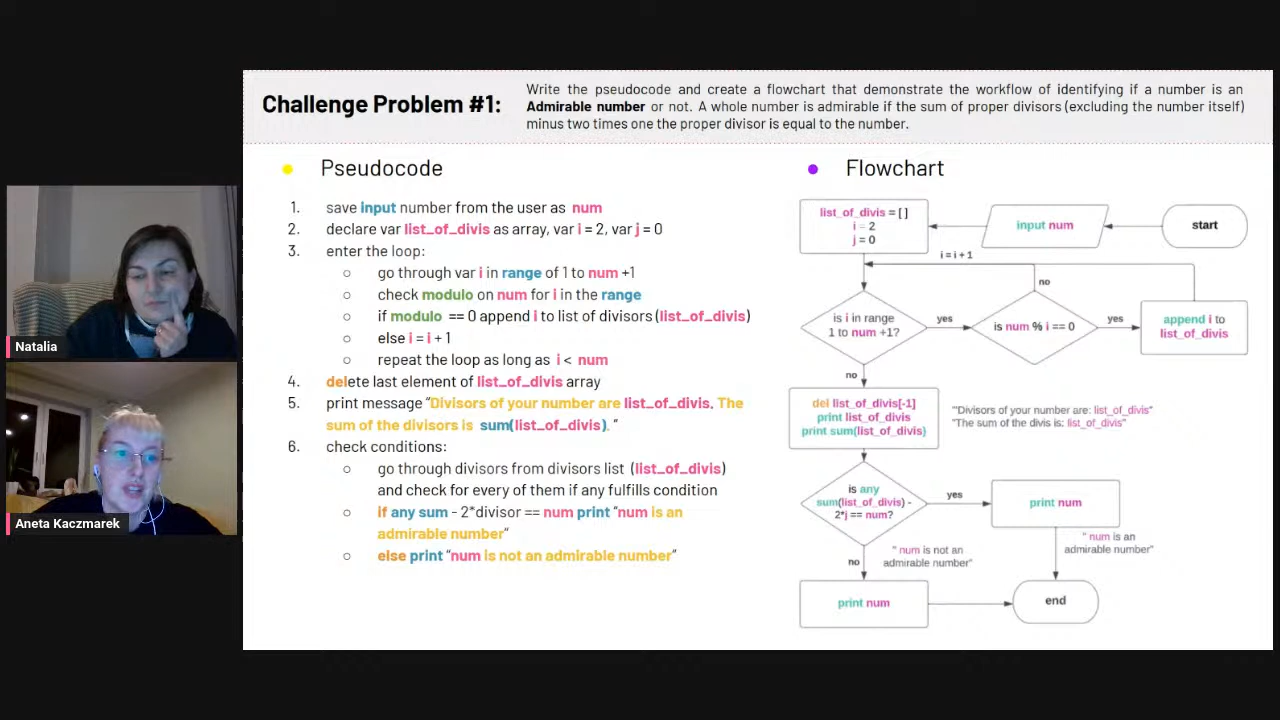 Challenge Problem #1:
Write the pseudocode and create a flowchart that demonstrate the workflow of identifying if a number is an
Admirable number or not. A whole number is admirable if the sum of proper divisors (excluding the number itself)
minus two times one the proper divisor is equal to the number.
Pseudocode
1. save input number from the user as num
2. declare var list_of_divis as array, var i = 2, var j = 0
3. enter the loop:
○ go through var i in range of 1 to num +1
○ check modulo on num for i in the range
○ if modulo == 0 append i to list of divisors (list_of_divis)
○ else i = i + 1
○ repeat the loop as long as i < num
4. delete last element of list_of_divis array
5. print message "Divisors of your number are list_of_divis. The
sum of the divisors is sum(list_of_divis). "
6. check conditions:
○ go through divisors from divisors list (list_of_divis)
and check for every of them if any fulfills condition
○ if any sum - 2*divisor == num print "num is an
admirable number"
○ else print "num is not an admirable number"
Flowchart
list_of_divis = [ ]
i = 2
j = 0
input num
start
i = i + 1
is i in range
1 to num +1?
yes
no
is num % i == 0
yes
append i to
list_of_divis
no
del list_of_divis[-1]
print list_of_divis
print sum(list_of_divis)
"Divisors of your number are: list_of_divis"
"The sum of the divis is: list_of_divis"
is any
sum(list_of_divis) -
2*j == num?
yes
print num
" num is an
admirable number"
no
" num is not an
admirable number"
print num
end
Natalia
Aneta Kaczmarek